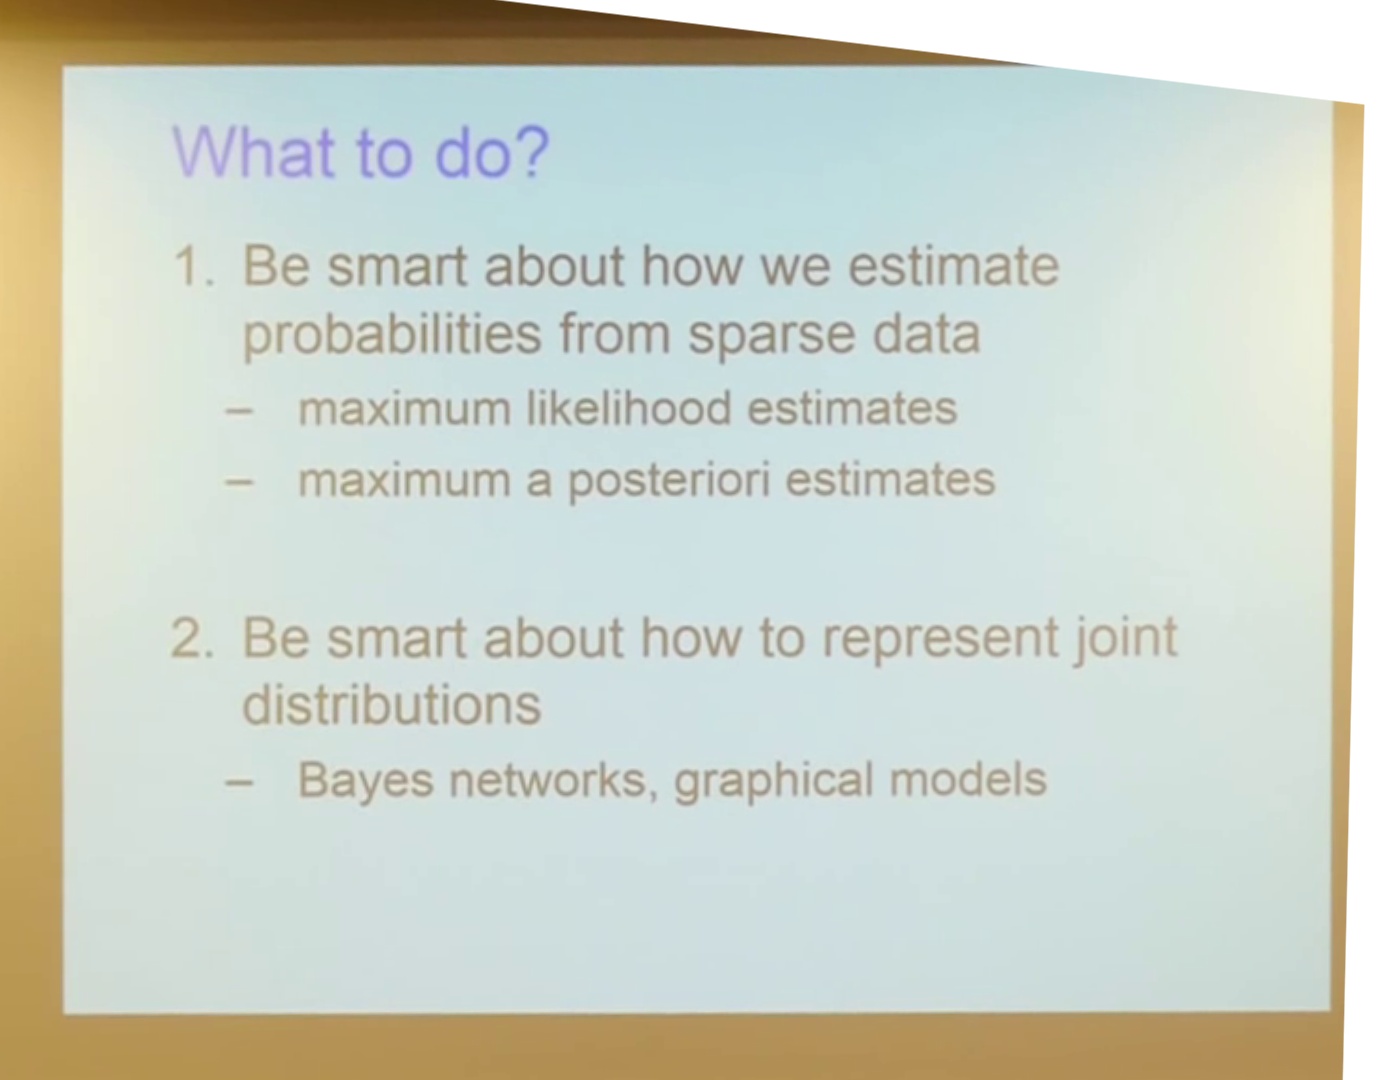 What to do?
1. Be smart about how we estimate
probabilities from sparse data
– maximum likelihood estimates
– maximum a posteriori estimates
2. Be smart about how to represent joint
distributions
– Bayes networks, graphical models